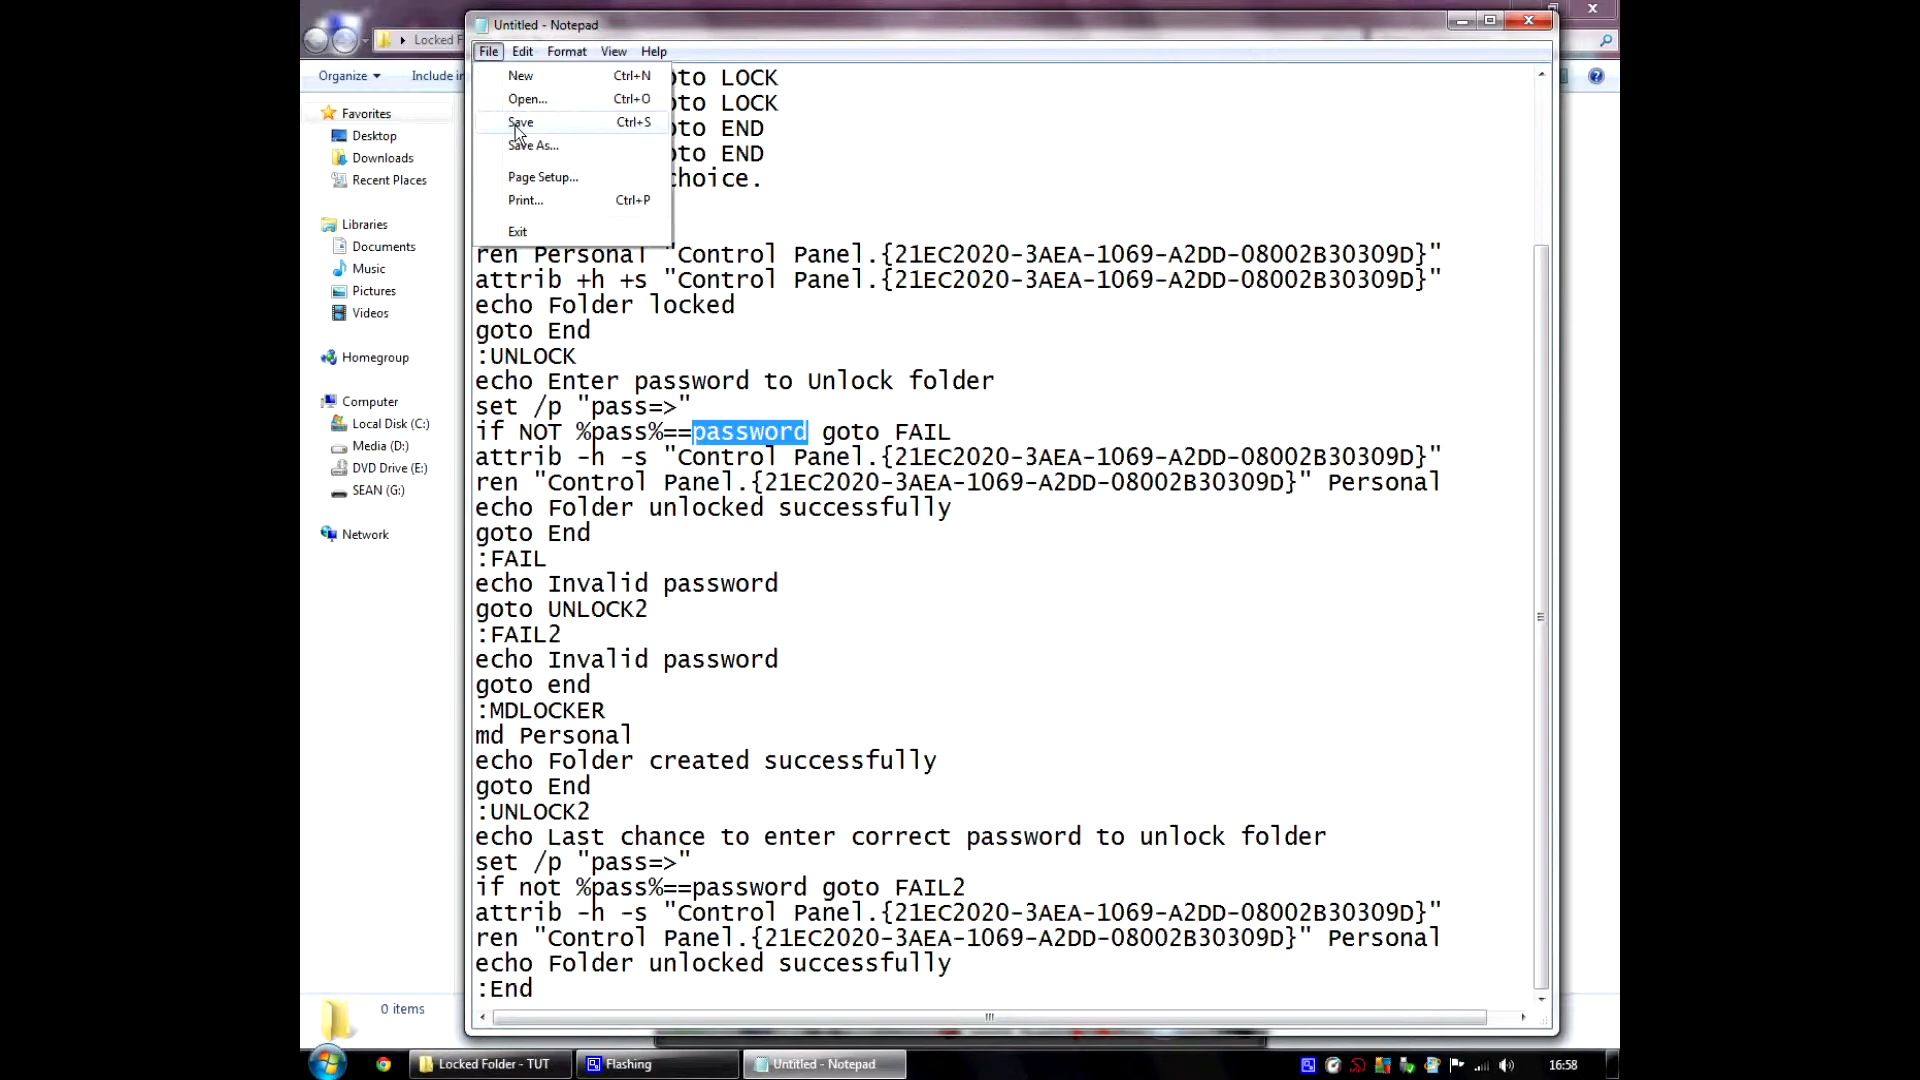 Untitled - Notepad
Locked F
File Edit Format View Help
Organize Include in
New Ctrl+N
Open... Ctrl+O
Save Ctrl+S
Save As...
Page Setup...
Print... Ctrl+P
Exit
Favorites
Desktop
Downloads
Recent Places
Libraries
Documents
Music
Pictures
Videos
Homegroup
Computer
Local Disk (C:)
Media (D:)
DVD Drive (E:)
SEAN (G:)
Network
0 items
oto LOCK
oto LOCK
oto END
oto END
choice.
ren Personal "Control Panel.{21EC2020-3AEA-1069-A2DD-08002B30309D}"
attrib +h +s "Control Panel.{21EC2020-3AEA-1069-A2DD-08002B30309D}"
echo Folder locked
goto End
:UNLOCK
echo Enter password to Unlock folder
set /p "pass=>"
if NOT %pass%==password goto FAIL
attrib -h -s "Control Panel.{21EC2020-3AEA-1069-A2DD-08002B30309D}"
ren "Control Panel.{21EC2020-3AEA-1069-A2DD-08002B30309D}" Personal
echo Folder unlocked successfully
goto End
:FAIL
echo Invalid password
goto UNLOCK2
:FAIL2
echo Invalid password
goto end
:MDLOCKER
md Personal
echo Folder created successfully
goto End
:UNLOCK2
echo Last chance to enter correct password to unlock folder
set /p "pass=>"
if not %pass%==password goto FAIL2
attrib -h -s "Control Panel.{21EC2020-3AEA-1069-A2DD-08002B30309D}"
ren "Control Panel.{21EC2020-3AEA-1069-A2DD-08002B30309D}" Personal
echo Folder unlocked successfully
:End
Locked Folder - TUT
Flashing
Untitled - Notepad
16:58